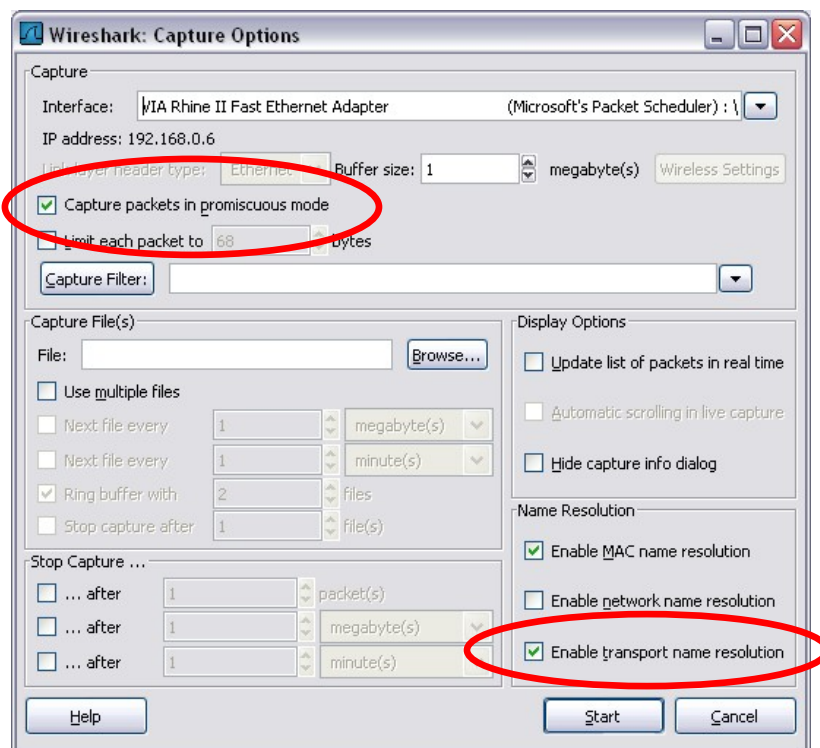 Wireshark: Capture Options
Capture
Interface: VIA Rhine II Fast Ethernet Adapter (Microsoft's Packet Scheduler) : \
IP address: 192.168.0.6
Link-layer header type: Ethernet Buffer size: 1 megabyte(s) Wireless Settings
Capture packets in promiscuous mode
Limit each packet to 68 bytes
Capture Filter:
Capture File(s)
File: Browse...
Use multiple files
Next file every 1 megabyte(s)
Next file every 1 minute(s)
Ring buffer with 2 files
Stop capture after 1 file(s)
Stop Capture ...
... after 1 packet(s)
... after 1 megabyte(s)
... after 1 minute(s)
Display Options
Update list of packets in real time
Automatic scrolling in live capture
Hide capture info dialog
Name Resolution
Enable MAC name resolution
Enable network name resolution
Enable transport name resolution
Help Start Cancel